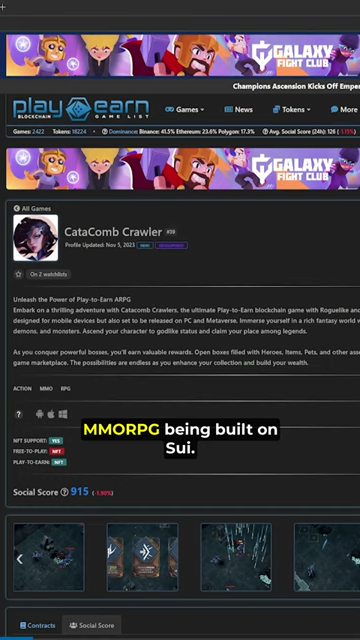 GALAXY
FIGHT CLUB
Champions Ascension Kicks Off Emper
play earn
BLOCKCHAIN GAME LIST
Games
News
Tokens
More
Games: 2422 Tokens: 18224 Dominance: Binance: 41.5% Ethereum: 23.6% Polygon: 17.3% Avg. Social Score (24h): 126 (-1.15%)
GALAXY
FIGHT CLUB
All Games
CataComb Crawler #58
Profile Updated: Nov 5, 2023
On 2 watchlists
Unleash the Power of Play-to-Earn ARPG
Embark on a thrilling adventure with Catacomb Crawlers, the ultimate Play-to-Earn blockchain game with Roguelike and
designed for mobile devices but also set to be released on PC and Metaverse. Immerse yourself in a rich fantasy world w
demons, and monsters. Ascend your character to godlike status and claim your place among legends.
As you conquer powerful bosses, you'll earn valuable rewards. Open boxes filled with Heroes, Items, Pets, and other asse
game marketplace. The possibilities are endless as you enhance your collection and build your wealth.
ACTION MMO RPG
MMORPG being built on
Sui.
NFT SUPPORT: YES
FREE-TO-PLAY: NFT
PLAY-TO-EARN: NFT
Social Score 915 (-1.90%)
Contracts
Social Score